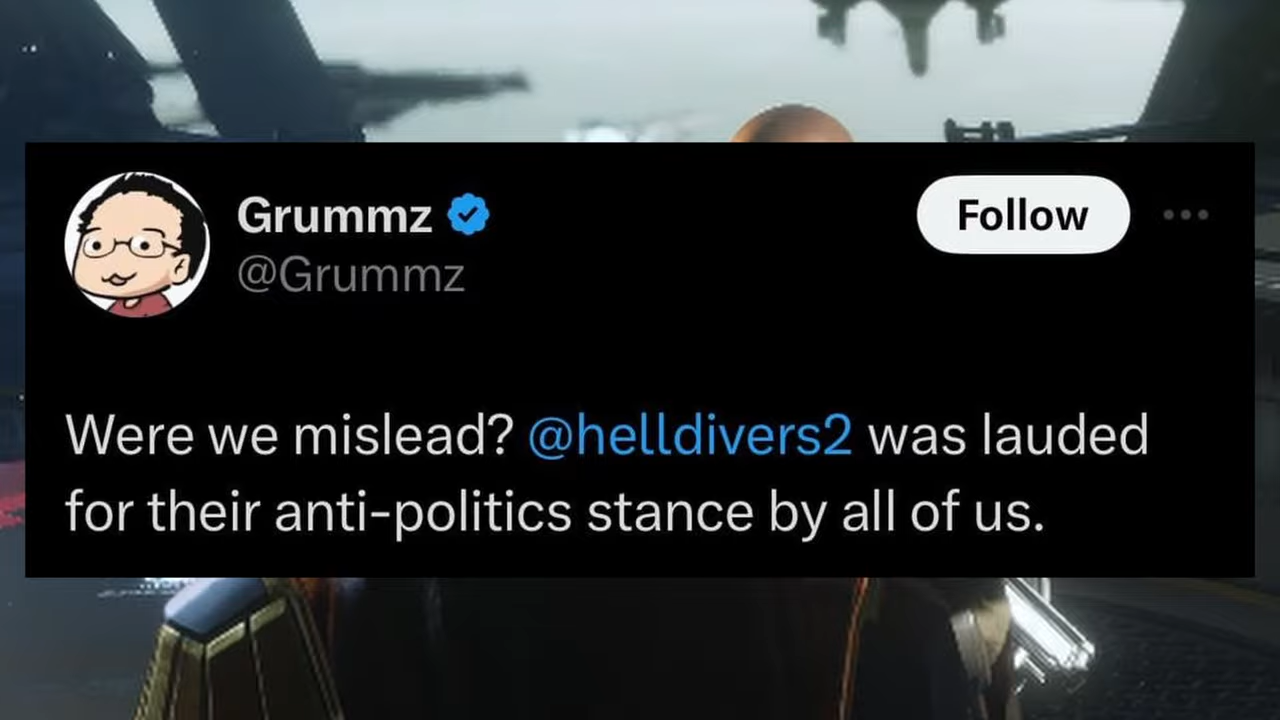 Grummz
@Grummz
Follow
Were we mislead? @helldivers2 was lauded
for their anti-politics stance by all of us.